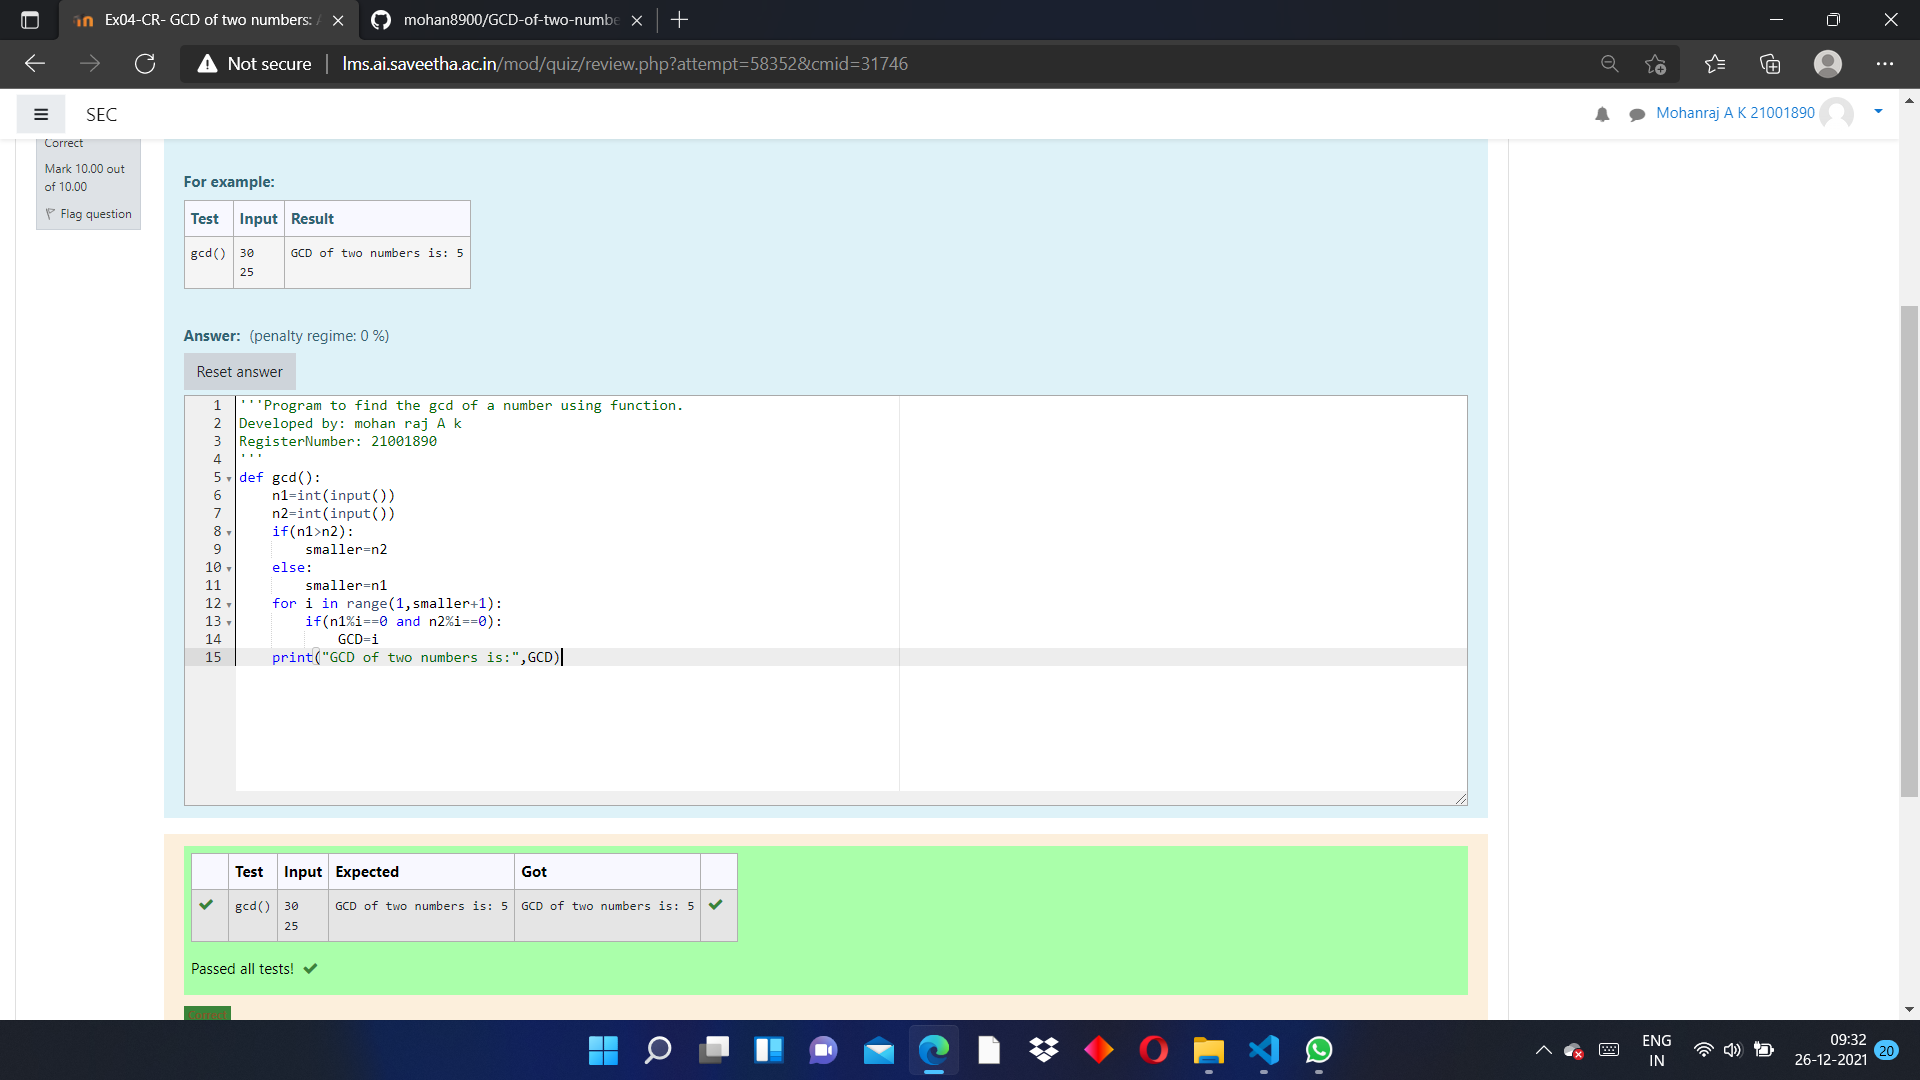 Ex04-CR- GCD of two numbers: A
mohan8900/GCD-of-two-numbe
Not secure
lms.ai.saveetha.ac.in/mod/quiz/review.php?attempt=58352&cmid=31746
SEC
Mohanraj A K 21001890
Correct
Mark 10.00 out
of 10.00
Flag question
For example:
Test Input Result
gcd() 30 GCD of two numbers is: 5
25
Answer: (penalty regime: 0 %)
Reset answer
1 '''Program to find the gcd of a number using function.
2 Developed by: mohan raj A k
3 RegisterNumber: 21001890
4 '''
5 def gcd():
6     n1=int(input())
7     n2=int(input())
8     if(n1>n2):
9         smaller=n2
10     else:
11         smaller=n1
12     for i in range(1,smaller+1):
13         if(n1%i==0 and n2%i==0):
14             GCD=i
15     print("GCD of two numbers is:",GCD)
Test Input Expected Got
gcd() 30 GCD of two numbers is: 5 GCD of two numbers is: 5
25
Passed all tests!
Correct
ENG
IN
09:32
26-12-2021
20